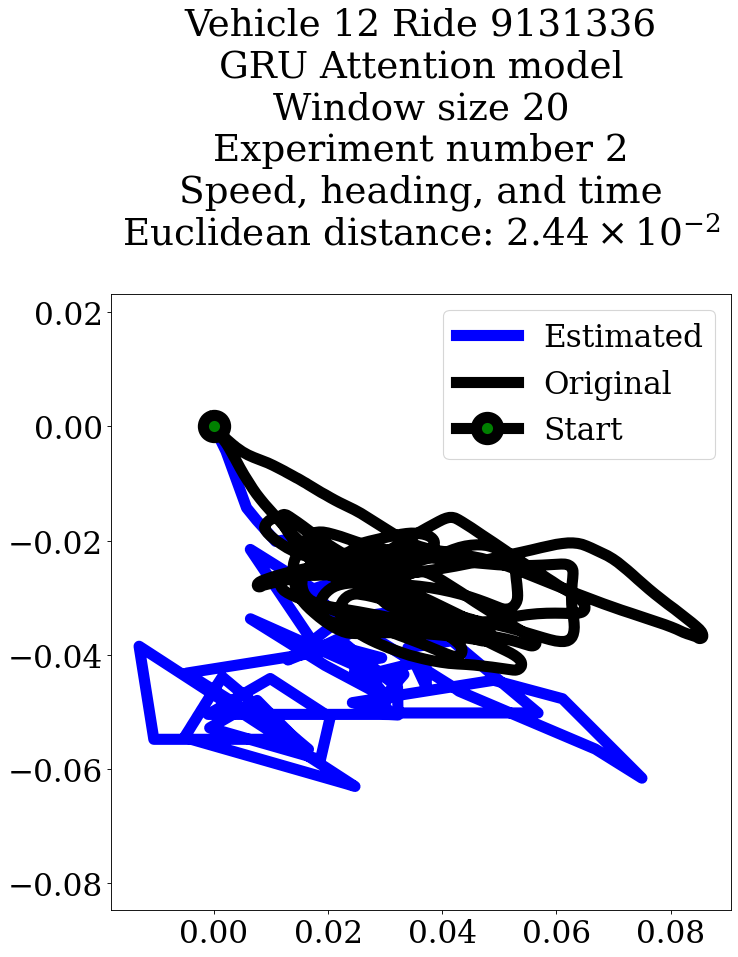 Vehicle 12 Ride 9131336
GRU Attention model
Window size 20
Experiment number 2
Speed, heading, and time
Euclidean distance: 2.44 × 10⁻²
0.02
0.00
−0.02
−0.04
−0.06
−0.08
Estimated
Original
Start
0.00 0.02 0.04 0.06 0.08